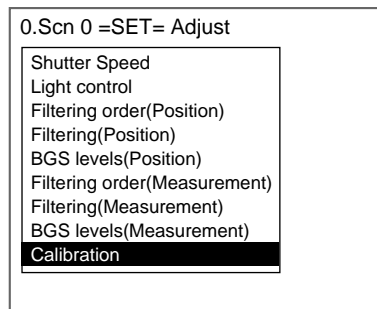 0.Scn 0 =SET= Adjust
Shutter Speed
Light control
Filtering order(Position)
Filtering(Position)
BGS levels(Position)
Filtering order(Measurement)
Filtering(Measurement)
BGS levels(Measurement)
Calibration